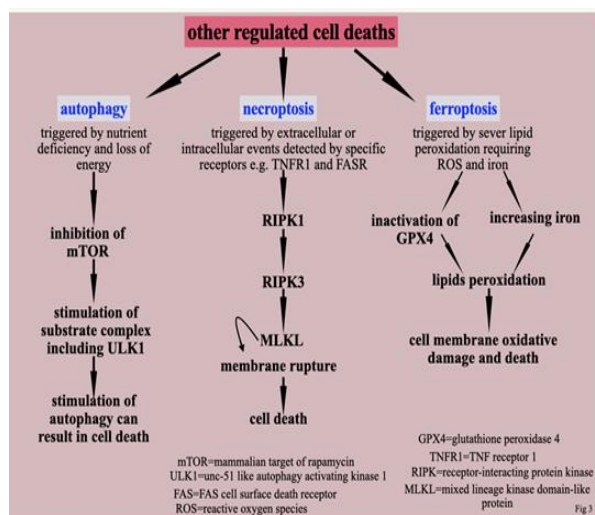 other regulated cell deaths
autophagy
triggered by nutrient
deficiency and loss of
energy
inhibition of
mTOR
stimulation of
substrate complex
including ULK1
stimulation of
autophagy can
result in cell death
necroptosis
triggered by extracellular or
intracellular events detected by specific
receptors e.g. TNFR1 and FASR
RIPK1
RIPK3
MLKL
membrane rupture
cell death
ferroptosis
triggered by sever lipid
peroxidation requiring
ROS and iron
inactivation of
GPX4
increasing iron
lipids peroxidation
cell membrane oxidative
damage and death
mTOR=mammalian target of rapamycin
ULK1=unc-51 like autophagy activating kinase 1
FAS=FAS cell surface death receptor
ROS=reactive oxygen species
GPX4=glutathione peroxidase 4
TNFR1=TNF receptor 1
RIPK=receptor-interacting protein kinase
MLKL=mixed lineage kinase domain-like
protein
Fig 3